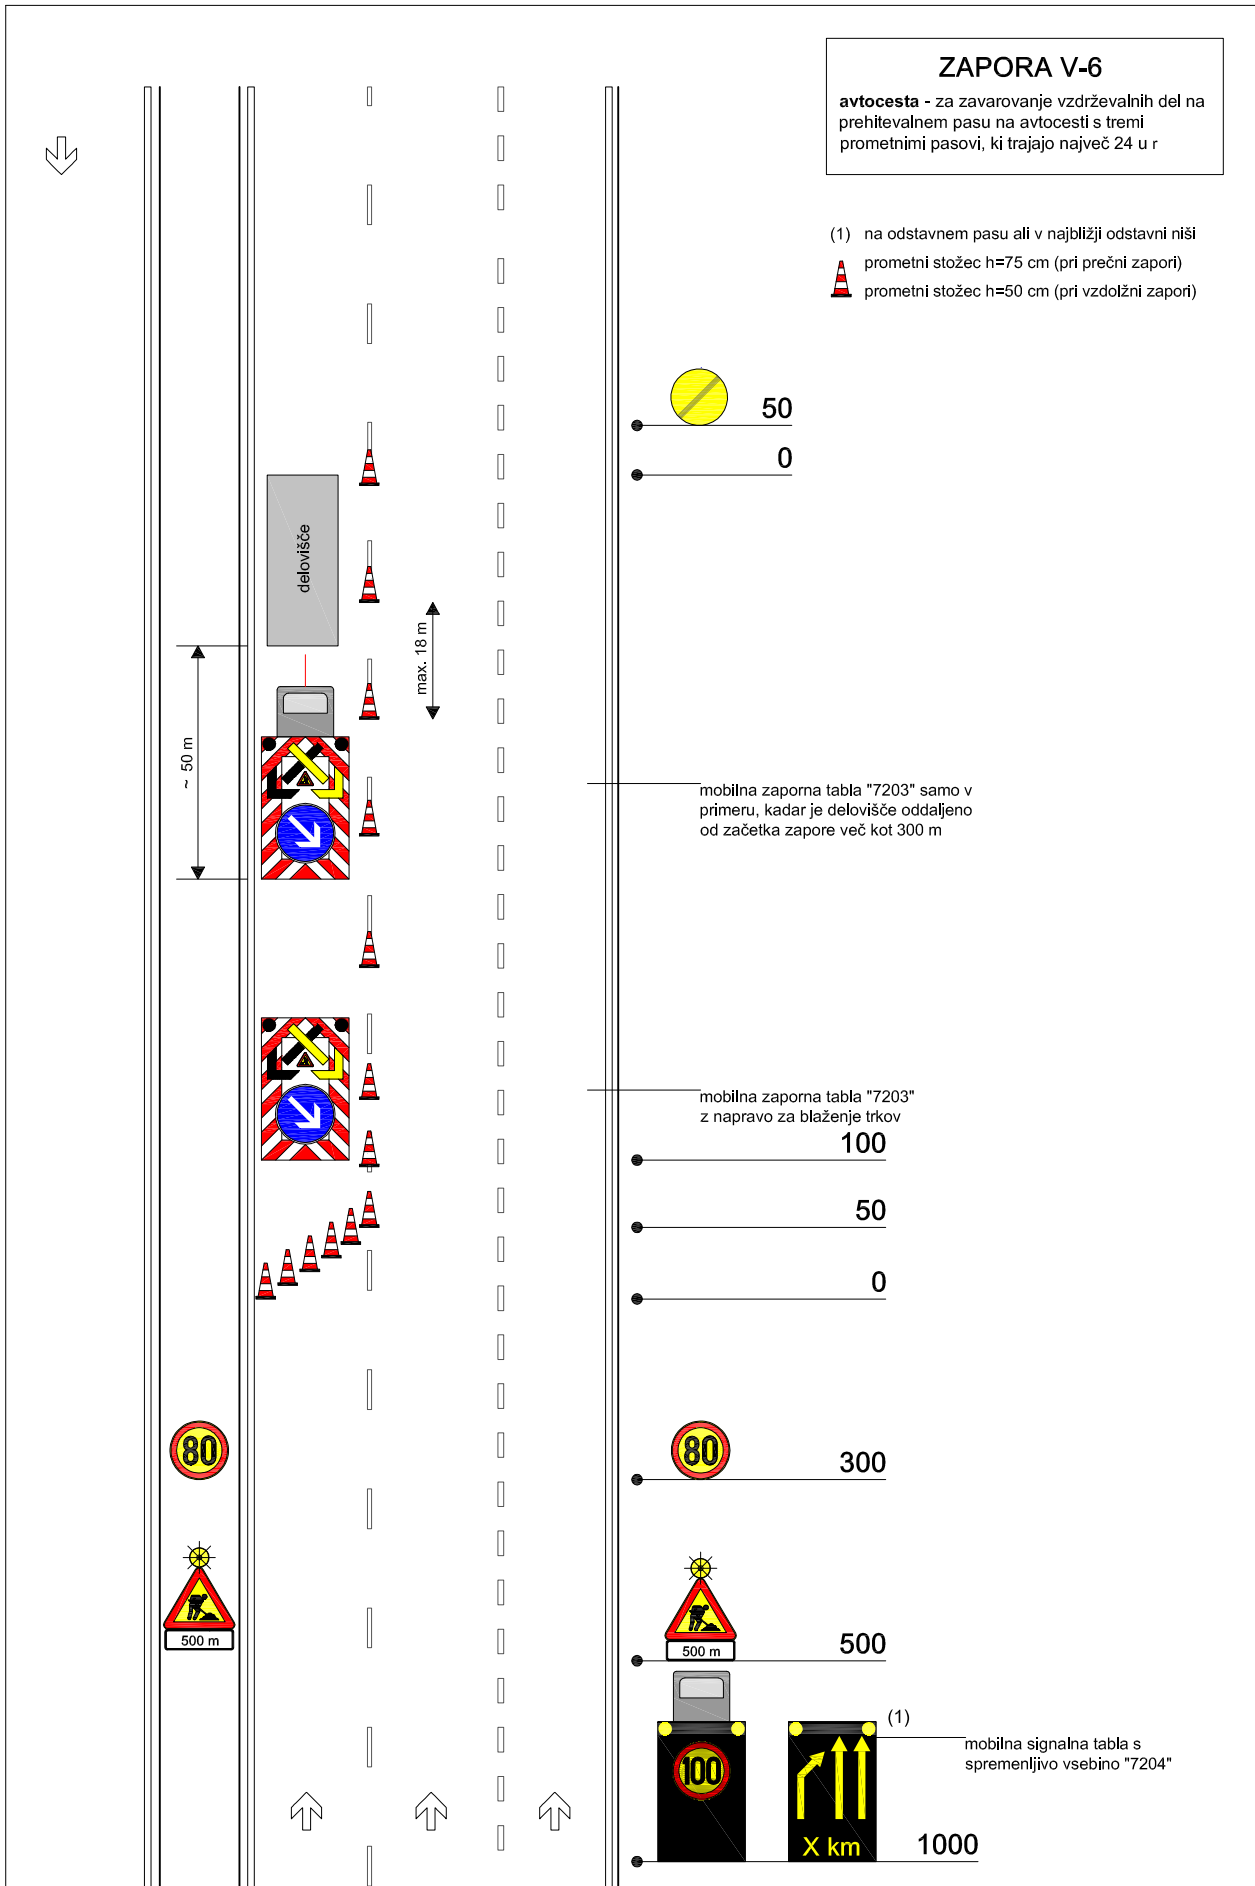 ZAPORA V-6
avtocesta - za zavarovanje vzdrževalnih del na
prehitevalnem pasu na avtocesti s tremi
prometnimi pasovi, ki trajajo največ 24 u r
(1) na odstavnem pasu ali v najbližji odstavni niši
prometni stožec h=75 cm (pri prečni zapori)
prometni stožec h=50 cm (pri vzdolžni zapori)
50
0
delovišče
max. 18 m
~ 50 m
mobilna zaporna tabla "7203" samo v
primeru, kadar je delovišče oddaljeno
od začetka zapore več kot 300 m
mobilna zaporna tabla "7203"
z napravo za blaženje trkov
100
50
0
80
80
300
500 m
500 m
500
(1)
mobilna signalna tabla s
spremenljivo vsebino "7204"
100
X km
1000